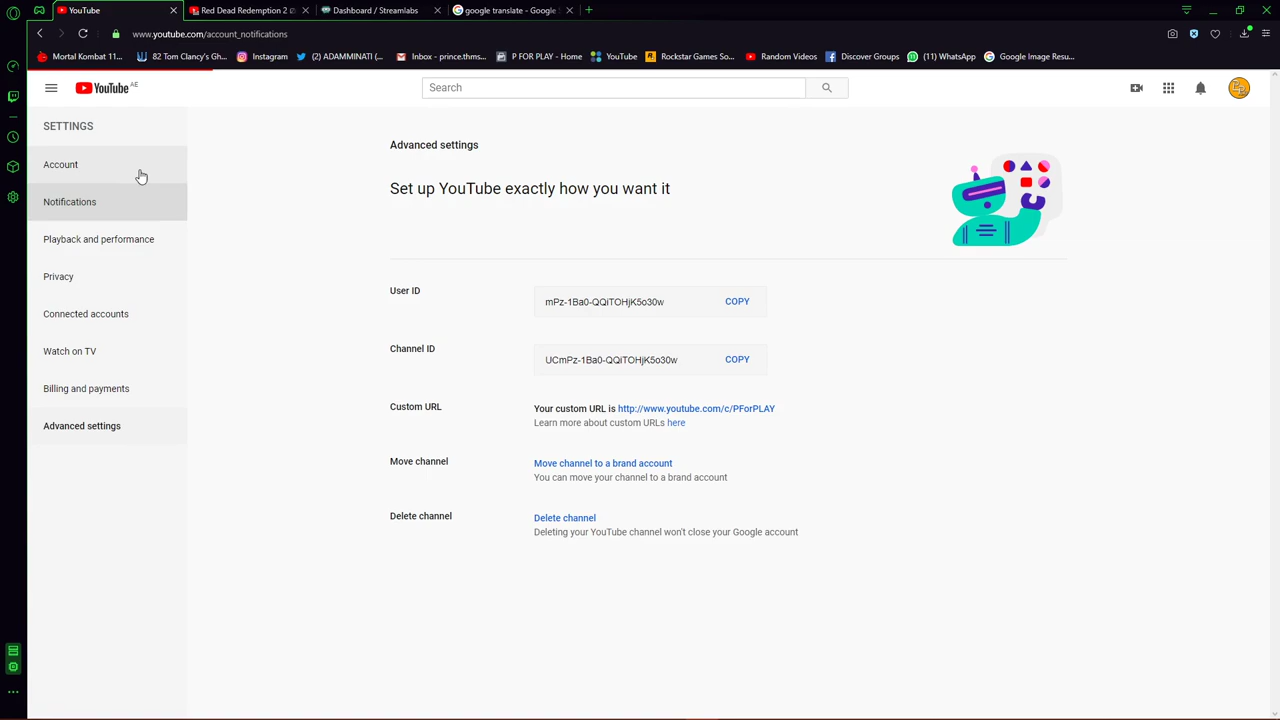 YouTube
Red Dead Redemption 2
Dashboard / Streamlabs
google translate - Google S
www.youtube.com/account_notifications
Mortal Kombat 11...
82 Tom Clancy's Gh...
Instagram
(2) ADAMMINATI (...
Inbox - prince.thms...
P FOR PLAY - Home
YouTube
Rockstar Games So...
Random Videos
Discover Groups
(11) WhatsApp
Google Image Resu...
YouTube AE
Search
SETTINGS
Account
Notifications
Playback and performance
Privacy
Connected accounts
Watch on TV
Billing and payments
Advanced settings
Advanced settings
Set up YouTube exactly how you want it
User ID
mPz-1Ba0-QQiTOHjK5o30w
COPY
Channel ID
UCmPz-1Ba0-QQiTOHjK5o30w
COPY
Custom URL
Your custom URL is http://www.youtube.com/c/PForPLAY
Learn more about custom URLs here
Move channel
Move channel to a brand account
You can move your channel to a brand account
Delete channel
Delete channel
Deleting your YouTube channel won't close your Google account